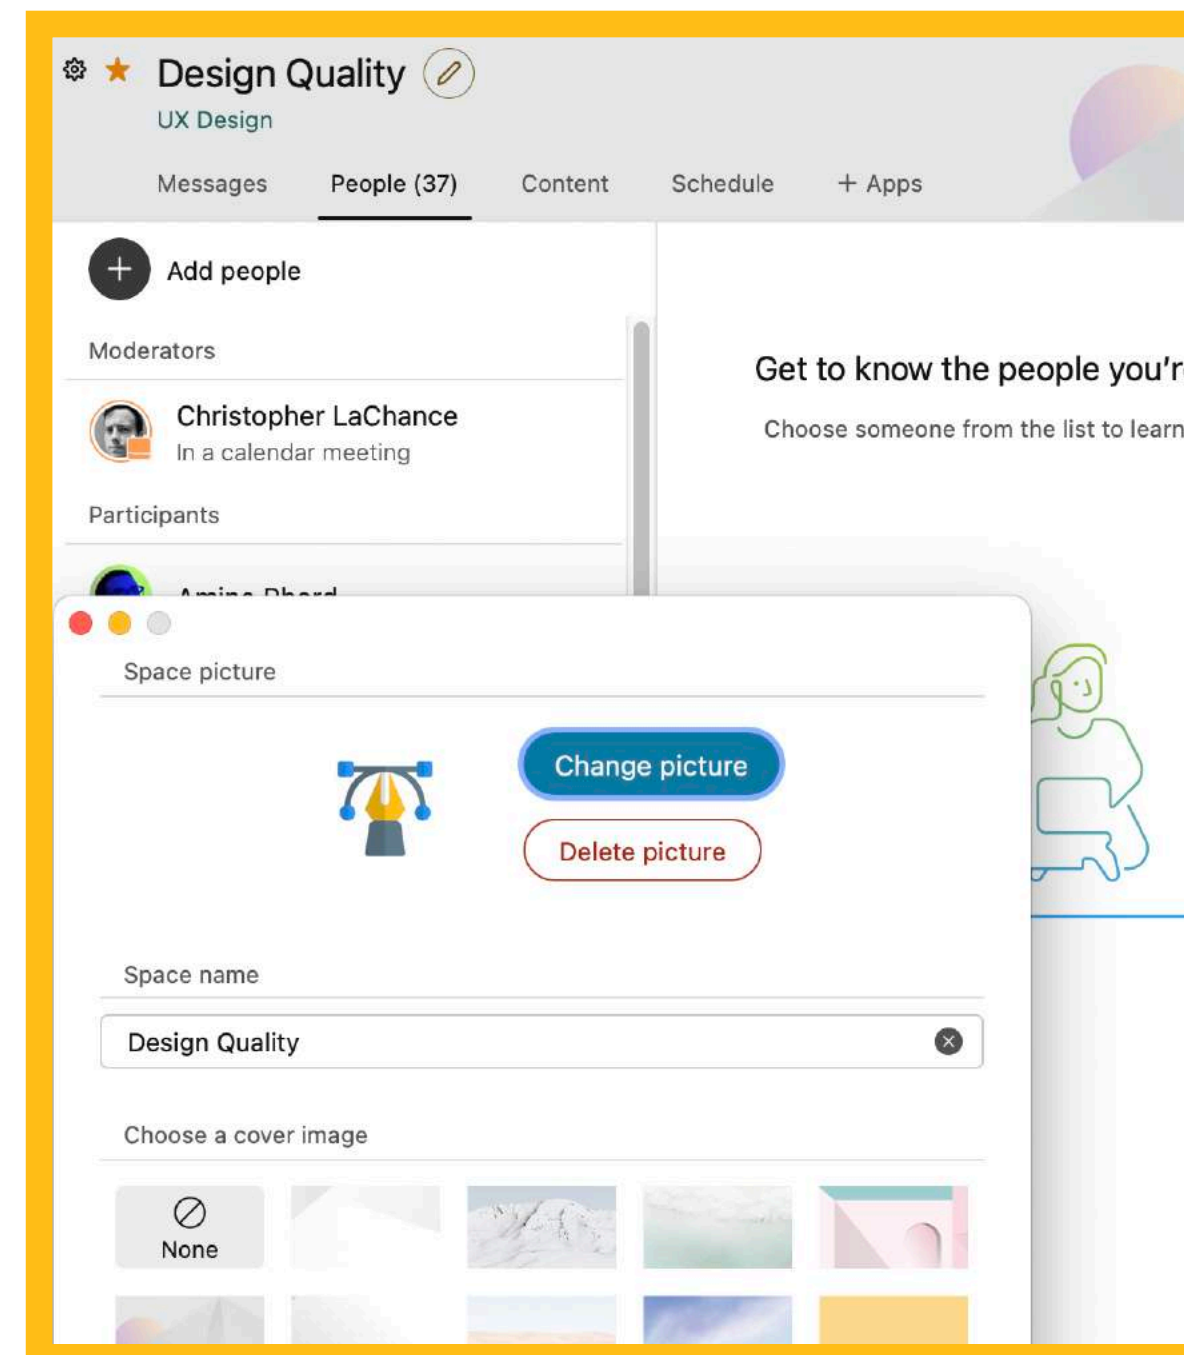 Design Quality
UX Design
Messages People (37) Content Schedule + Apps
Add people
Moderators
Christopher LaChance
In a calendar meeting
Participants
Get to know the people you're
Choose someone from the list to learn
Space picture
Change picture
Delete picture
Space name
Design Quality
Choose a cover image
None